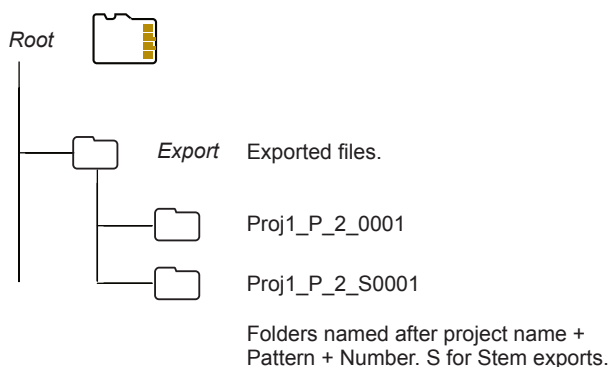 Root
Export Exported files.
Proj1_P_2_0001
Proj1_P_2_S0001
Folders named after project name +
Pattern + Number. S for Stem exports.